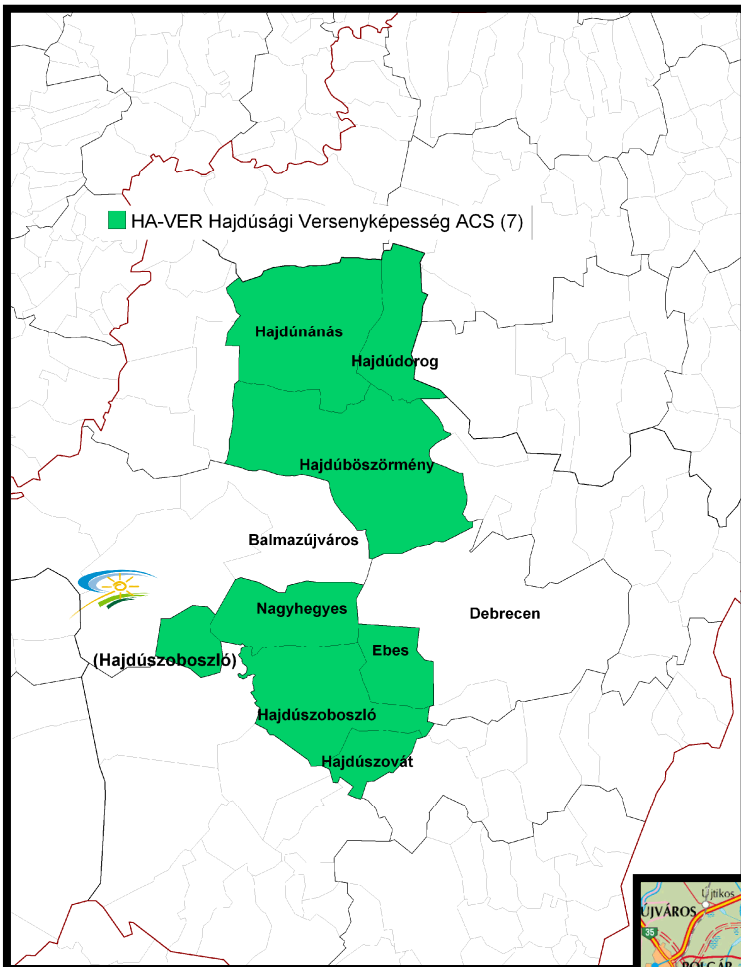 HA-VER Hajdúsági Versenyképesség ACS (7)
Hajdúnánás
Hajdúdorog
Hajdúböszörmény
Balmazújváros
Nagyhegyes
Debrecen
Ebes
(Hajdúszoboszló)
Hajdúszoboszló
Hajdúszovát
Újtikos
ÚJVÁROS
35
POLGÁR